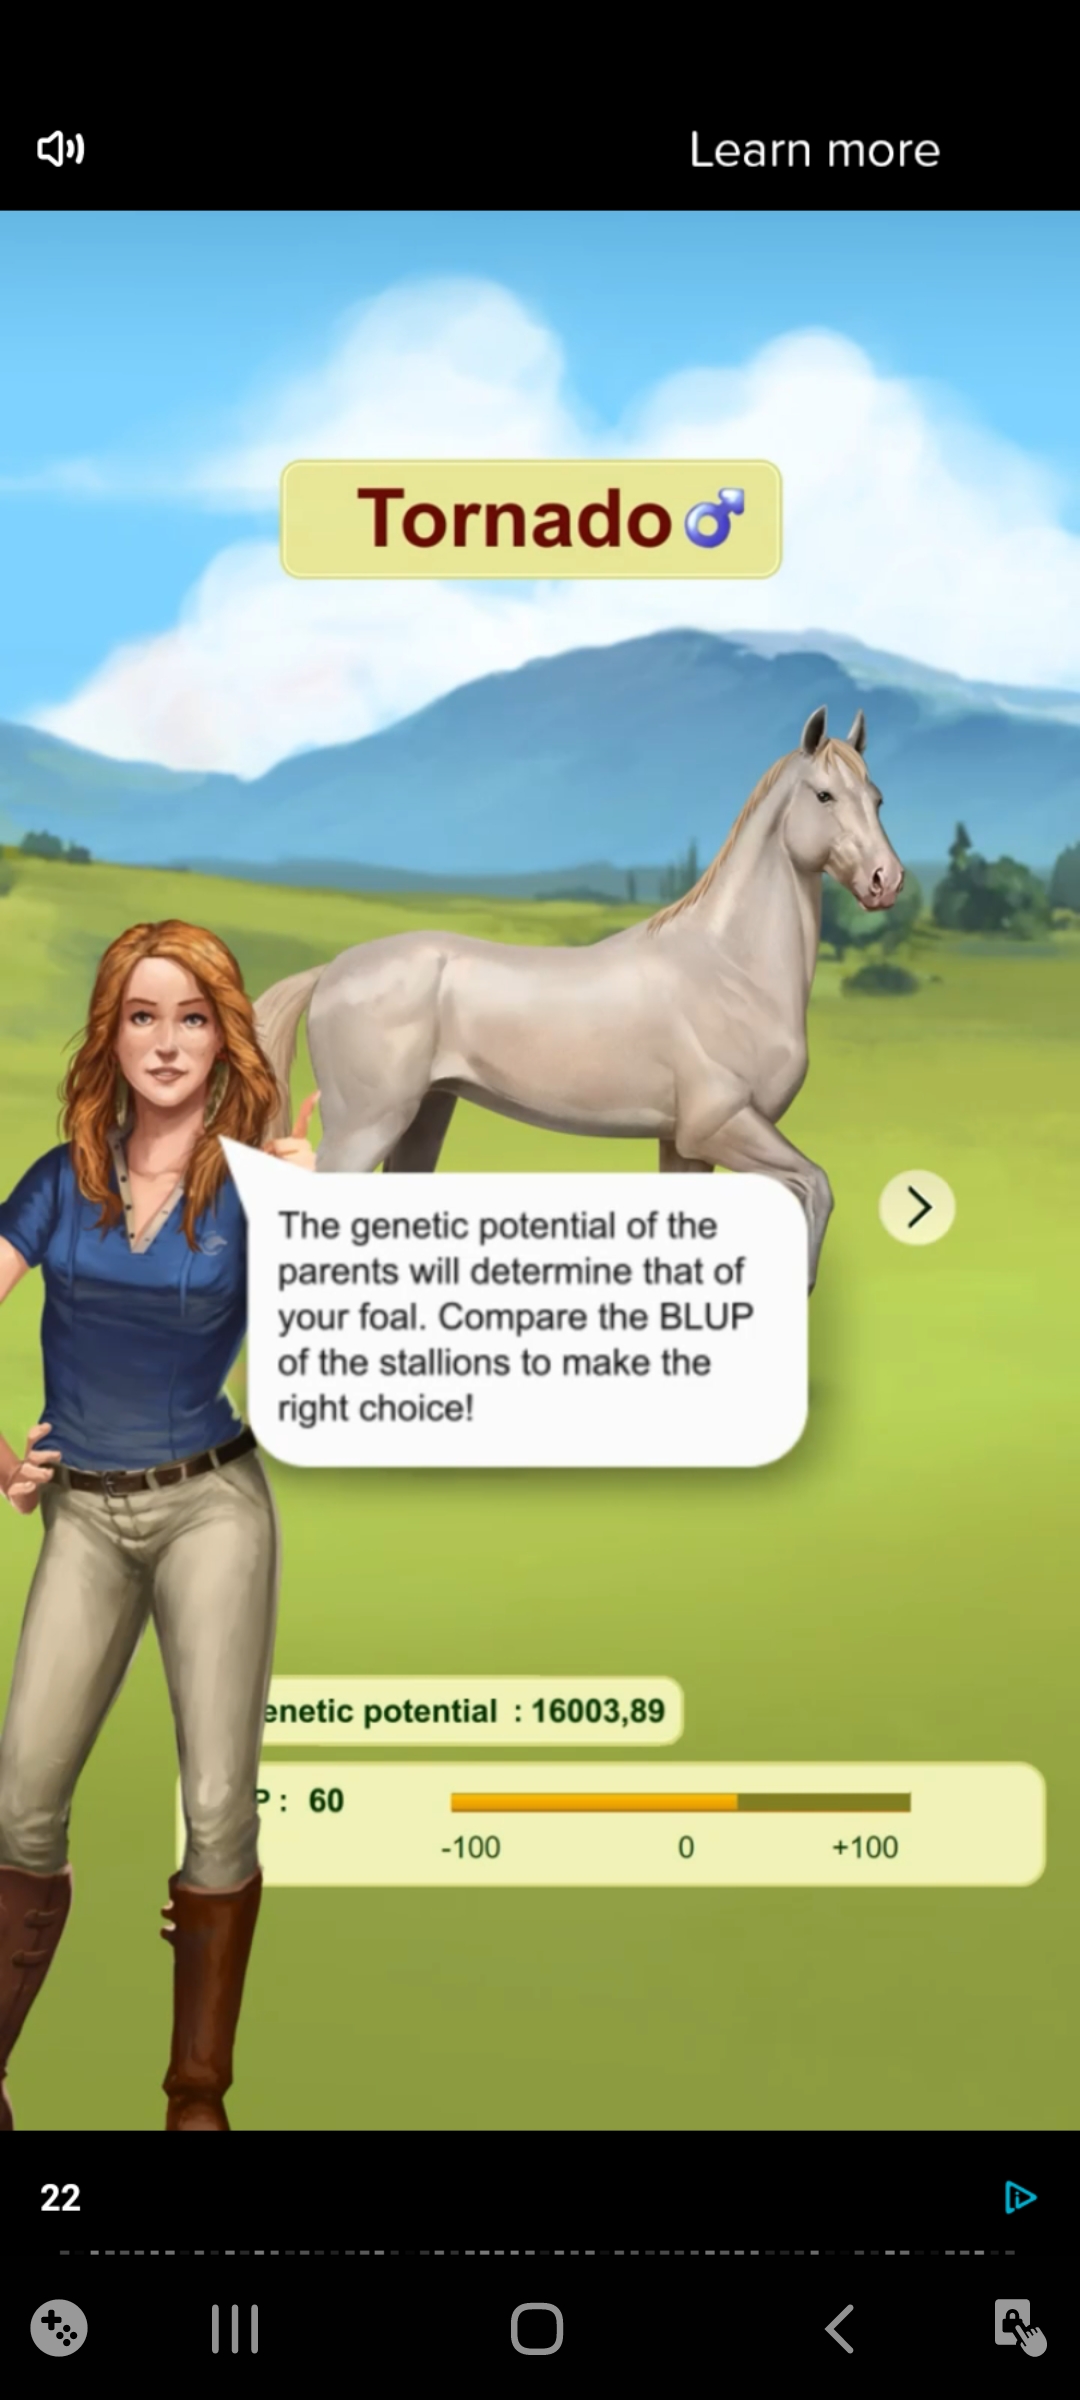 Learn more
Tornado
The genetic potential of the
parents will determine that of
your foal. Compare the BLUP
of the stallions to make the
right choice!
enetic potential : 16003,89
P : 60
-100 0 +100
22